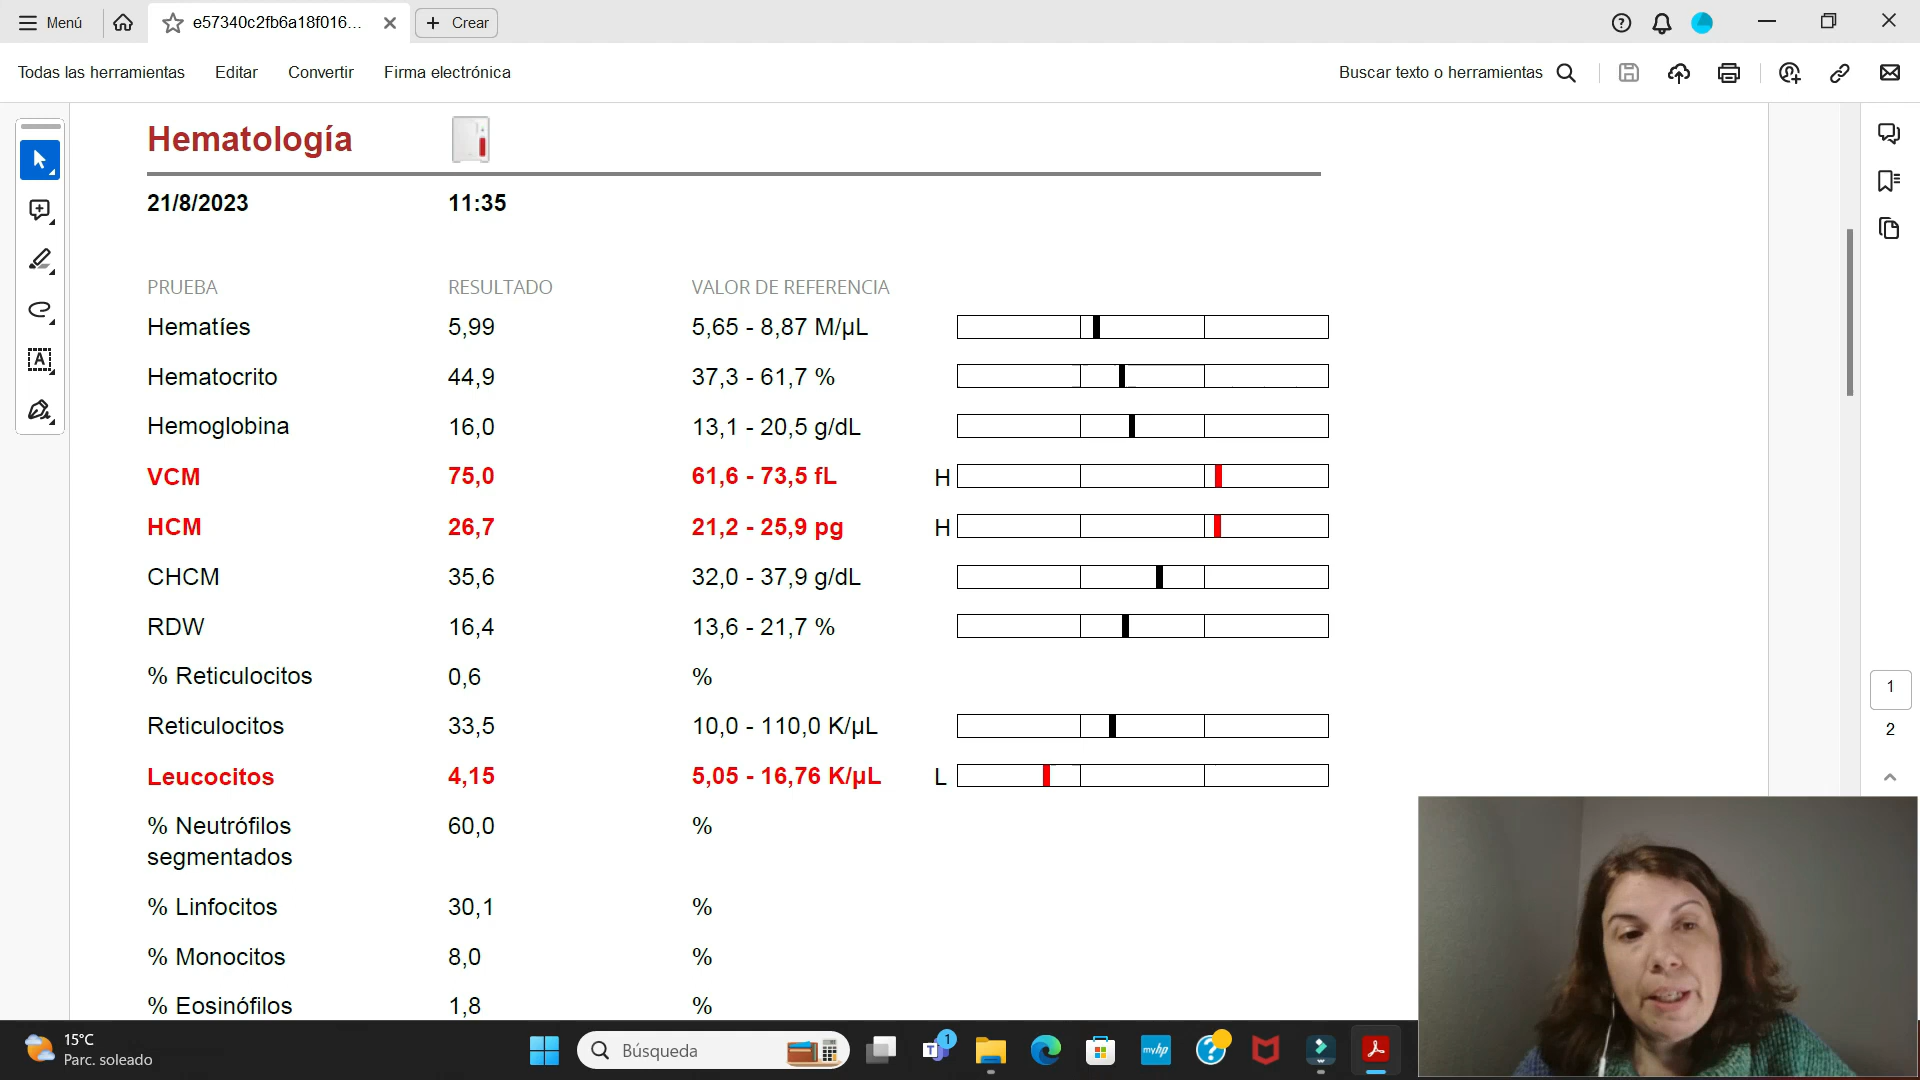 Menú
e57340c2fb6a18f016...
Crear
Todas las herramientas
Editar
Convertir
Firma electrónica
Buscar texto o herramientas
Hematología
21/8/2023 11:35
PRUEBA RESULTADO VALOR DE REFERENCIA
Hematíes 5,99 5,65 - 8,87 M/µL
Hematocrito 44,9 37,3 - 61,7 %
Hemoglobina 16,0 13,1 - 20,5 g/dL
VCM 75,0 61,6 - 73,5 fL H
HCM 26,7 21,2 - 25,9 pg H
CHCM 35,6 32,0 - 37,9 g/dL
RDW 16,4 13,6 - 21,7 %
% Reticulocitos 0,6 %
Reticulocitos 33,5 10,0 - 110,0 K/µL
Leucocitos 4,15 5,05 - 16,76 K/µL L
% Neutrófilos 60,0 %
segmentados
% Linfocitos 30,1 %
% Monocitos 8,0 %
% Eosinófilos 1,8 %
A
1
2
15°C
Parc. soleado
Búsqueda
T
1
myhp
?